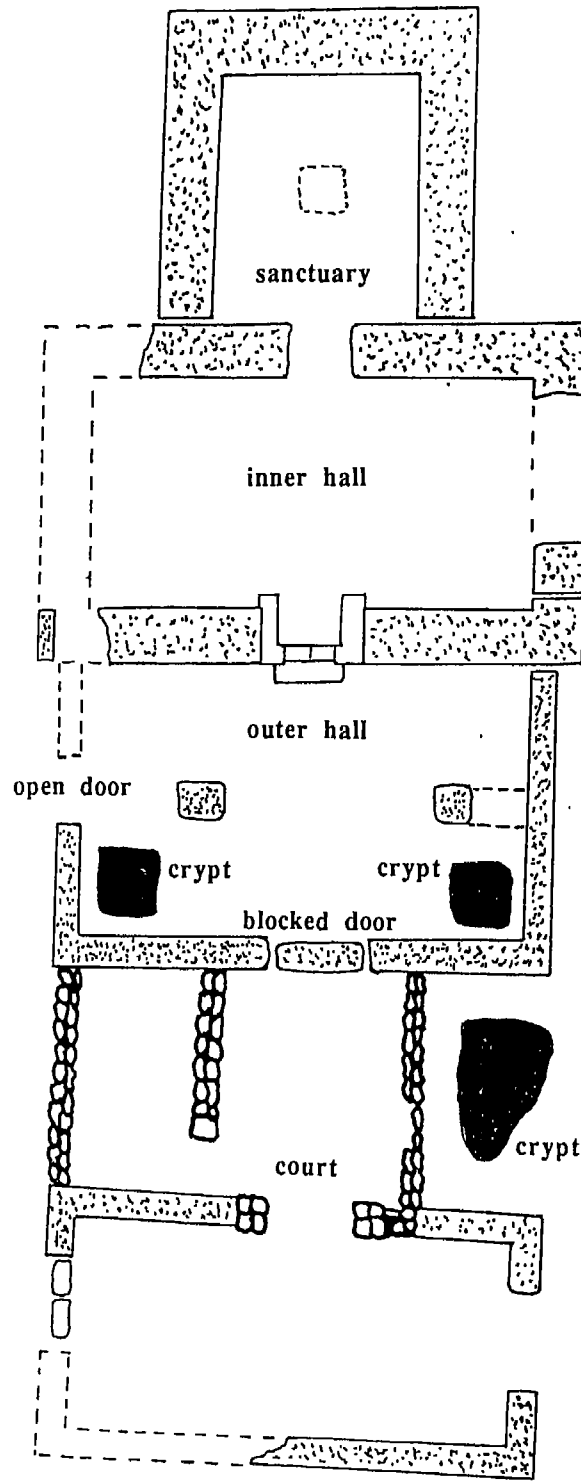 sanctuary
inner hall
outer hall
open door
crypt
crypt
blocked door
court
crypt